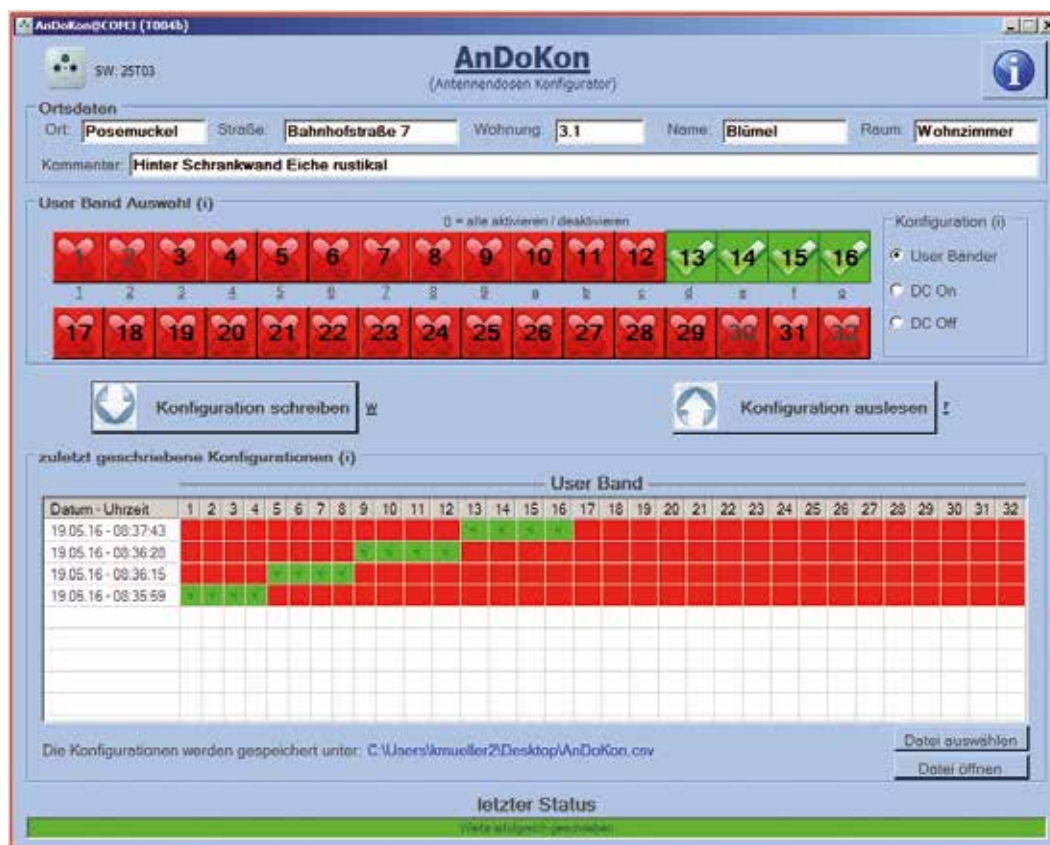 AnDoKon@COM3 (T004b)
SW: 25T03
AnDoKon
(Antennendosen Konfigurator)
Ortsdaten
Ort: Posemuckel Straße: Bahnhofstraße 7 Wohnung: 3.1 Name: Blümel Raum: Wohnzimmer
Kommentar: Hinter Schrankwand Eiche rustikal
User Band Auswahl (i)
0 = alle aktivieren / deaktivieren
1 2 3 4 5 6 7 8 9 10 11 12 13 14 15 16
1 2 3 4 5 6 7 8 9 a b c d e f g
17 18 19 20 21 22 23 24 25 26 27 28 29 30 31 32
Konfiguration (i)
User Bänder
DC On
DC Off
Konfiguration schreiben w
Konfiguration auslesen r
zuletzt geschriebene Konfigurationen (i)
User Band
Datum - Uhrzeit 1 2 3 4 5 6 7 8 9 10 11 12 13 14 15 16 17 18 19 20 21 22 23 24 25 26 27 28 29 30 31 32
19.05.16 - 08:37:43
19.05.16 - 08:36:28
19.05.16 - 08:36:15
19.05.16 - 08:35:59
Die Konfigurationen werden gespeichert unter: C:\Users\kmueller2\Desktop\AnDoKon.csv
Datei auswählen
Datei öffnen
letzter Status
Werte erfolgreich geschrieben